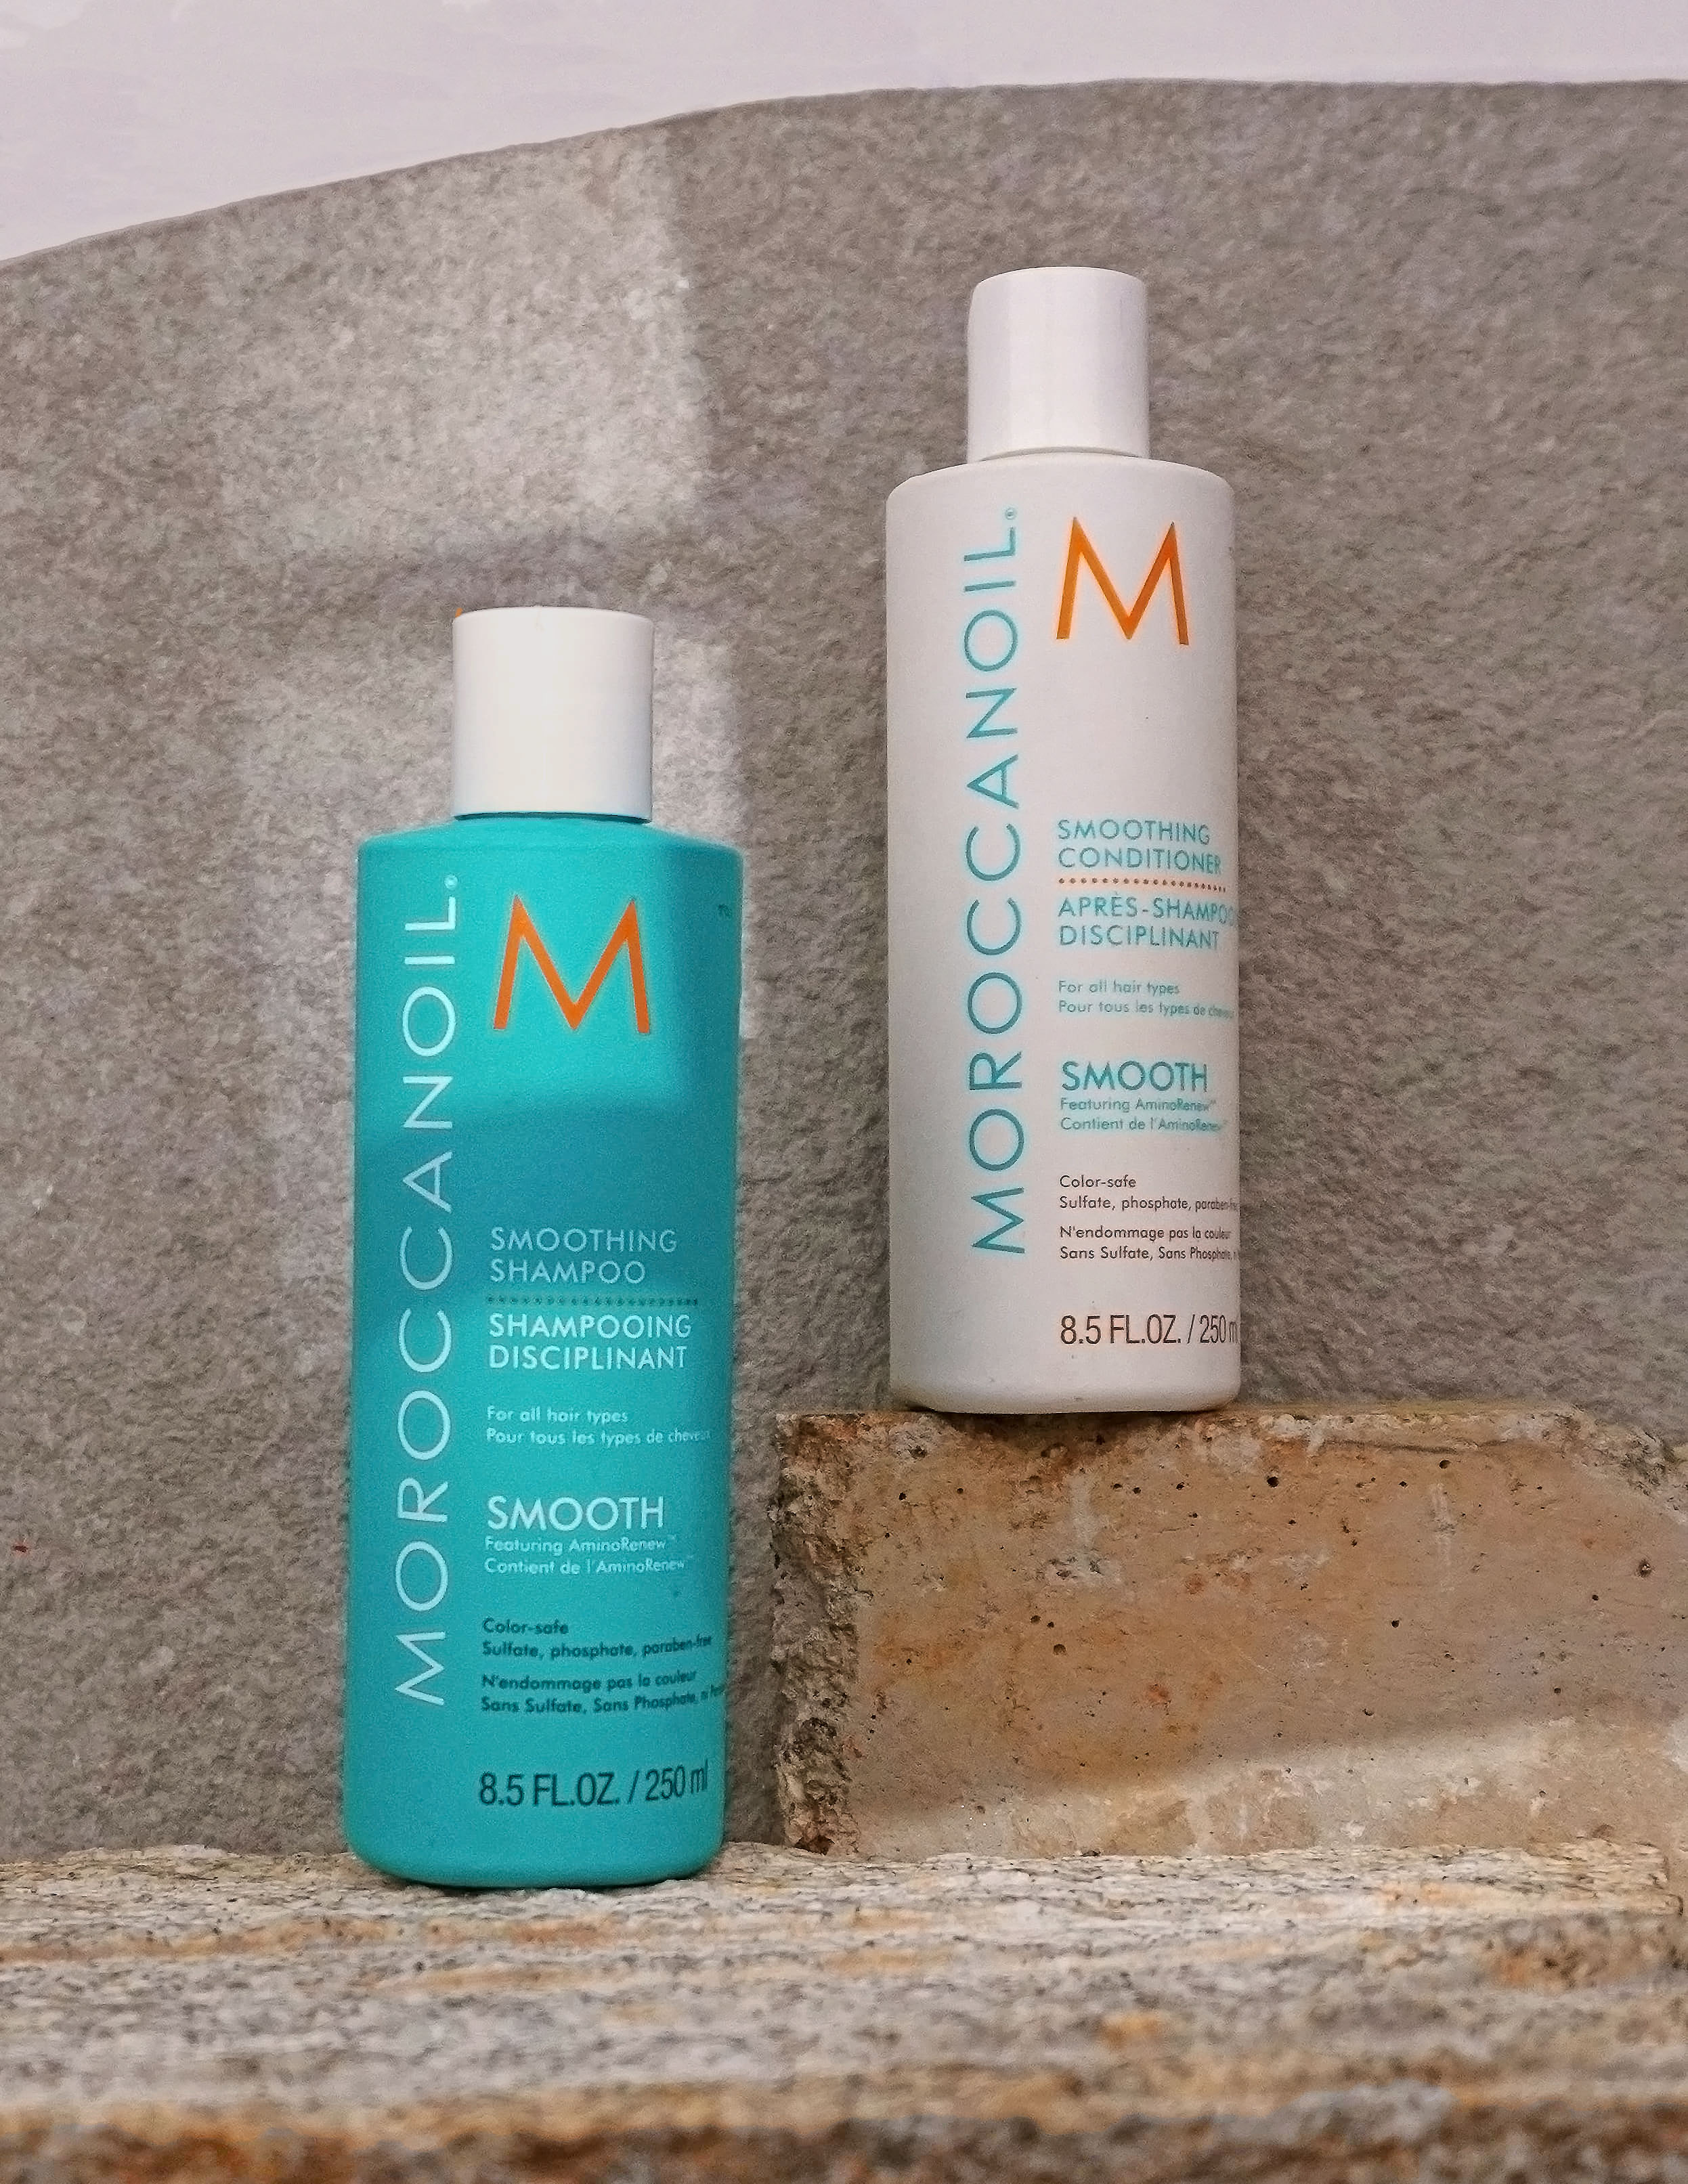 MOROCCANOIL®
M
SMOOTHING
SHAMPOO
SHAMPOOING
DISCIPLINANT
For all hair types
Pour tous les types de
SMOOTH
Featuring AminoRenew™
Contient de l'AminoRenew™
Color-safe
Sulfate, phosphate, paraben-free
N'endommage pas la couleur
Sans Sulfate, Sans Phosphate,
8.5 FL.OZ. / 250 ml
MOROCCANOIL®
M
SMOOTHING
CONDITIONER
APRÈS-
DISCIPLINANT
For all hair types
Pour tous les types de
SMOOTH
Featuring AminoRenew™
Contient de l'AminoRenew™
Color-safe
Sulfate, phosphate,
N'endommage pas la couleur
Sans Sulfate, Sans Phosphate,
8.5 FL.OZ. / 250